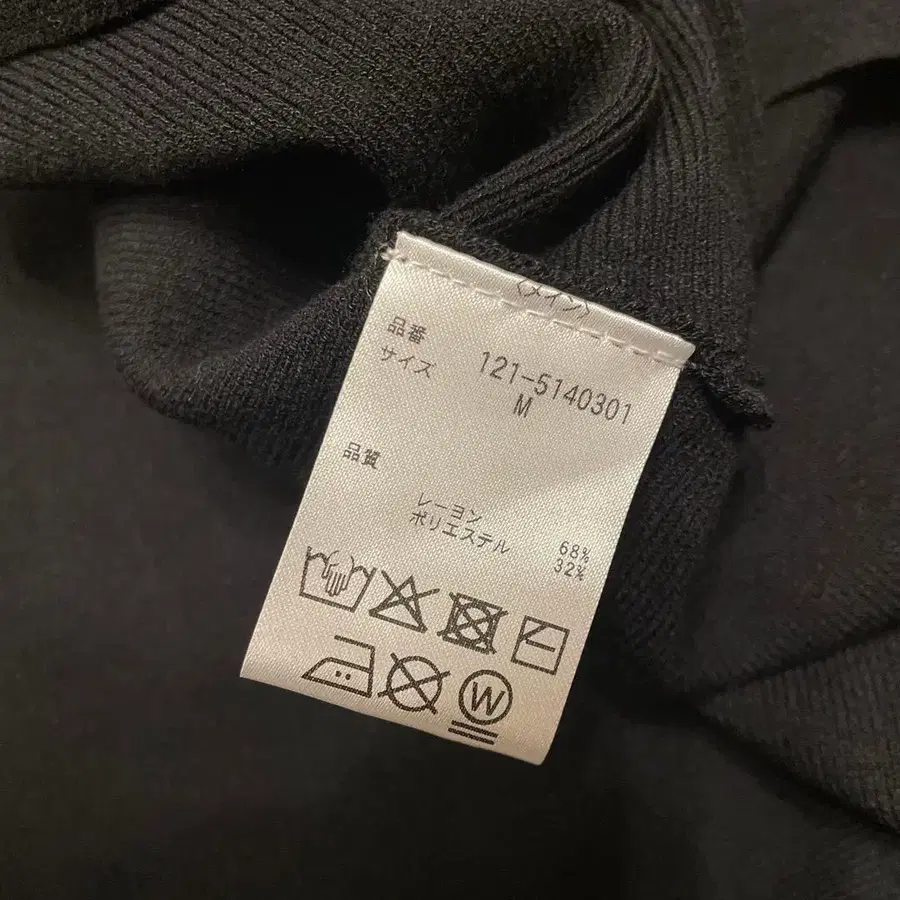 〈メイン〉
品番 121-5140301
サイズ M
品質
レーヨン 68%
ポリエステル 32%
W